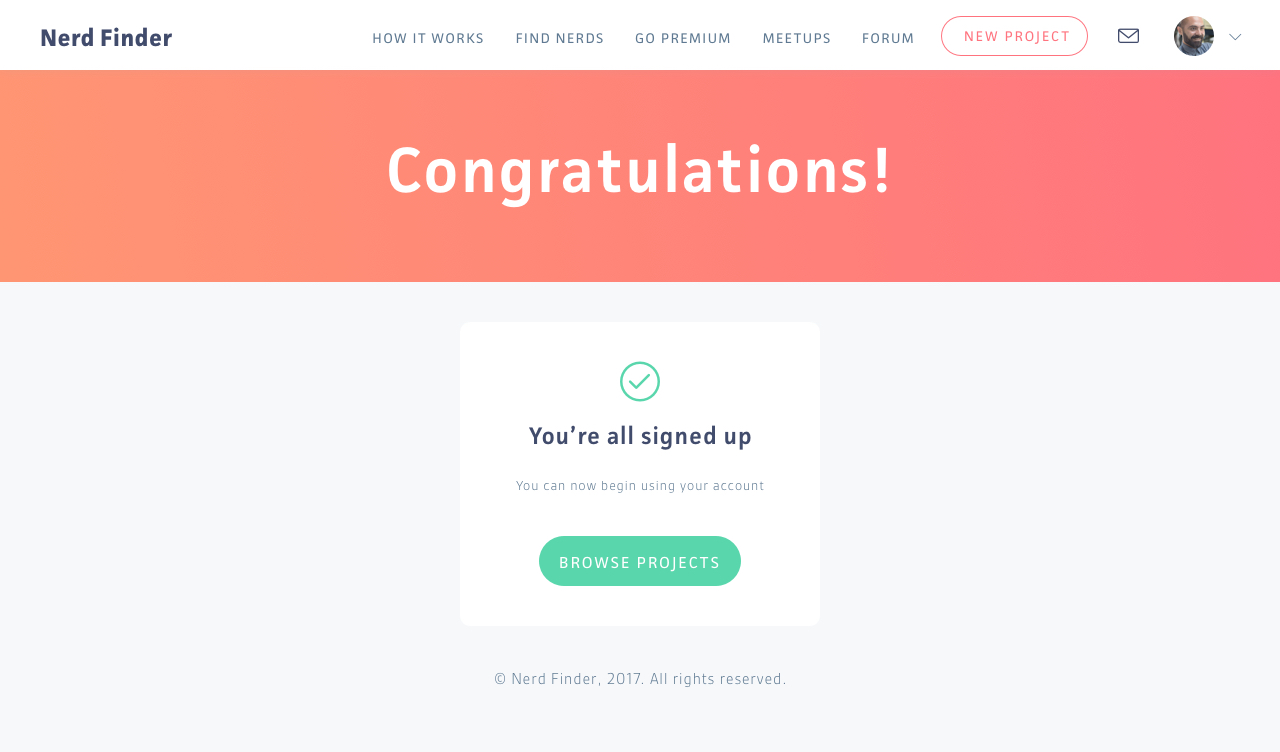 Nerd Finder
HOW IT WORKS
FIND NERDS
GO PREMIUM
MEETUPS
FORUM
NEW PROJECT
Congratulations!
You’re all signed up
You can now begin using your account
BROWSE PROJECTS
© Nerd Finder, 2017. All rights reserved.